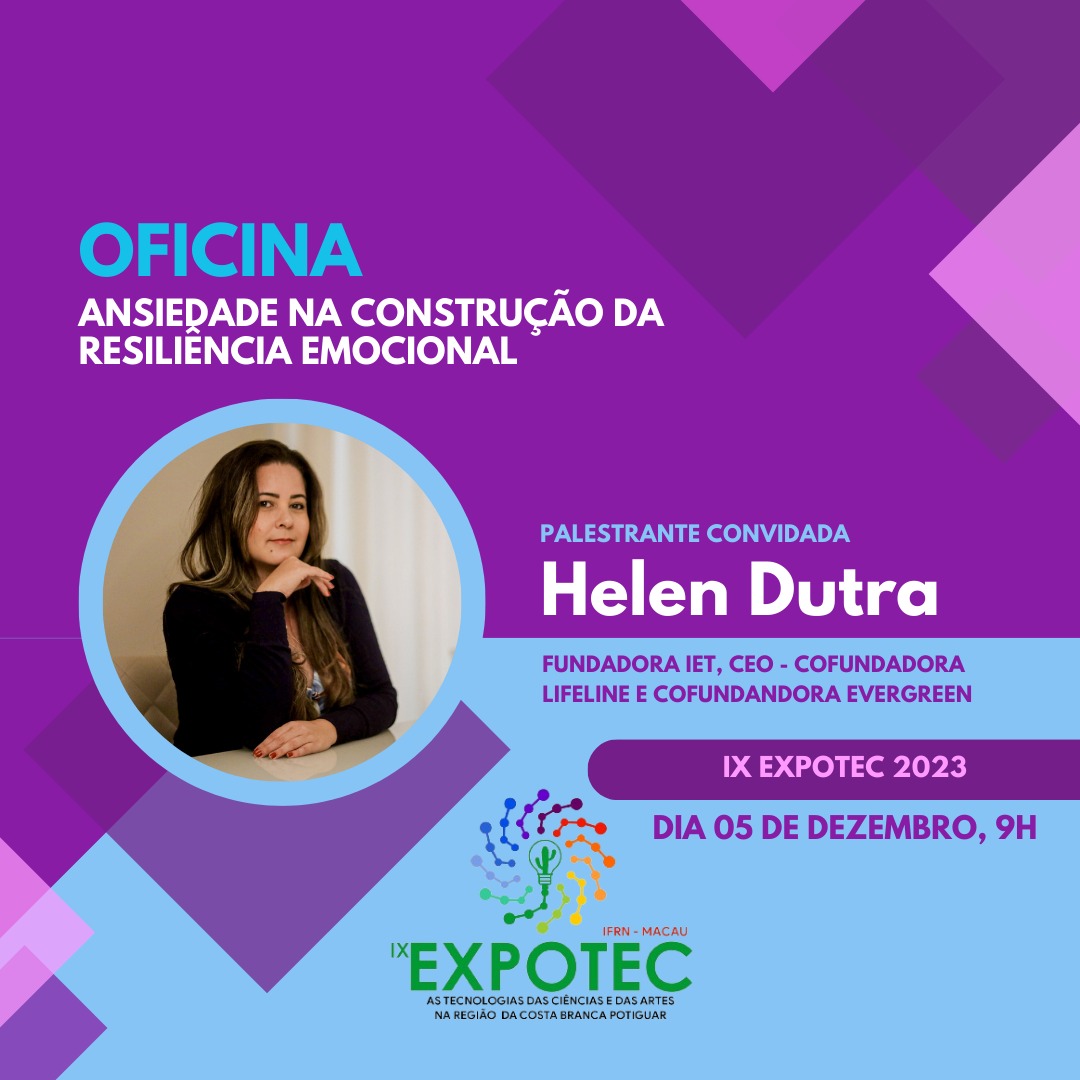 OFICINA
ANSIEDADE NA CONSTRUÇÃO DA
RESILIÊNCIA EMOCIONAL
PALESTRANTE CONVIDADA
Helen Dutra
FUNDADORA IET, CEO - COFUNDADORA
LIFELINE E COFUNDANDORA EVERGREEN
IX EXPOTEC 2023
DIA 05 DE DEZEMBRO, 9H
IFRN - MACAU
IX EXPOTEC
AS TECNOLOGIAS DAS CIÊNCIAS E DAS ARTES
NA REGIÃO DA COSTA BRANCA POTIGUAR